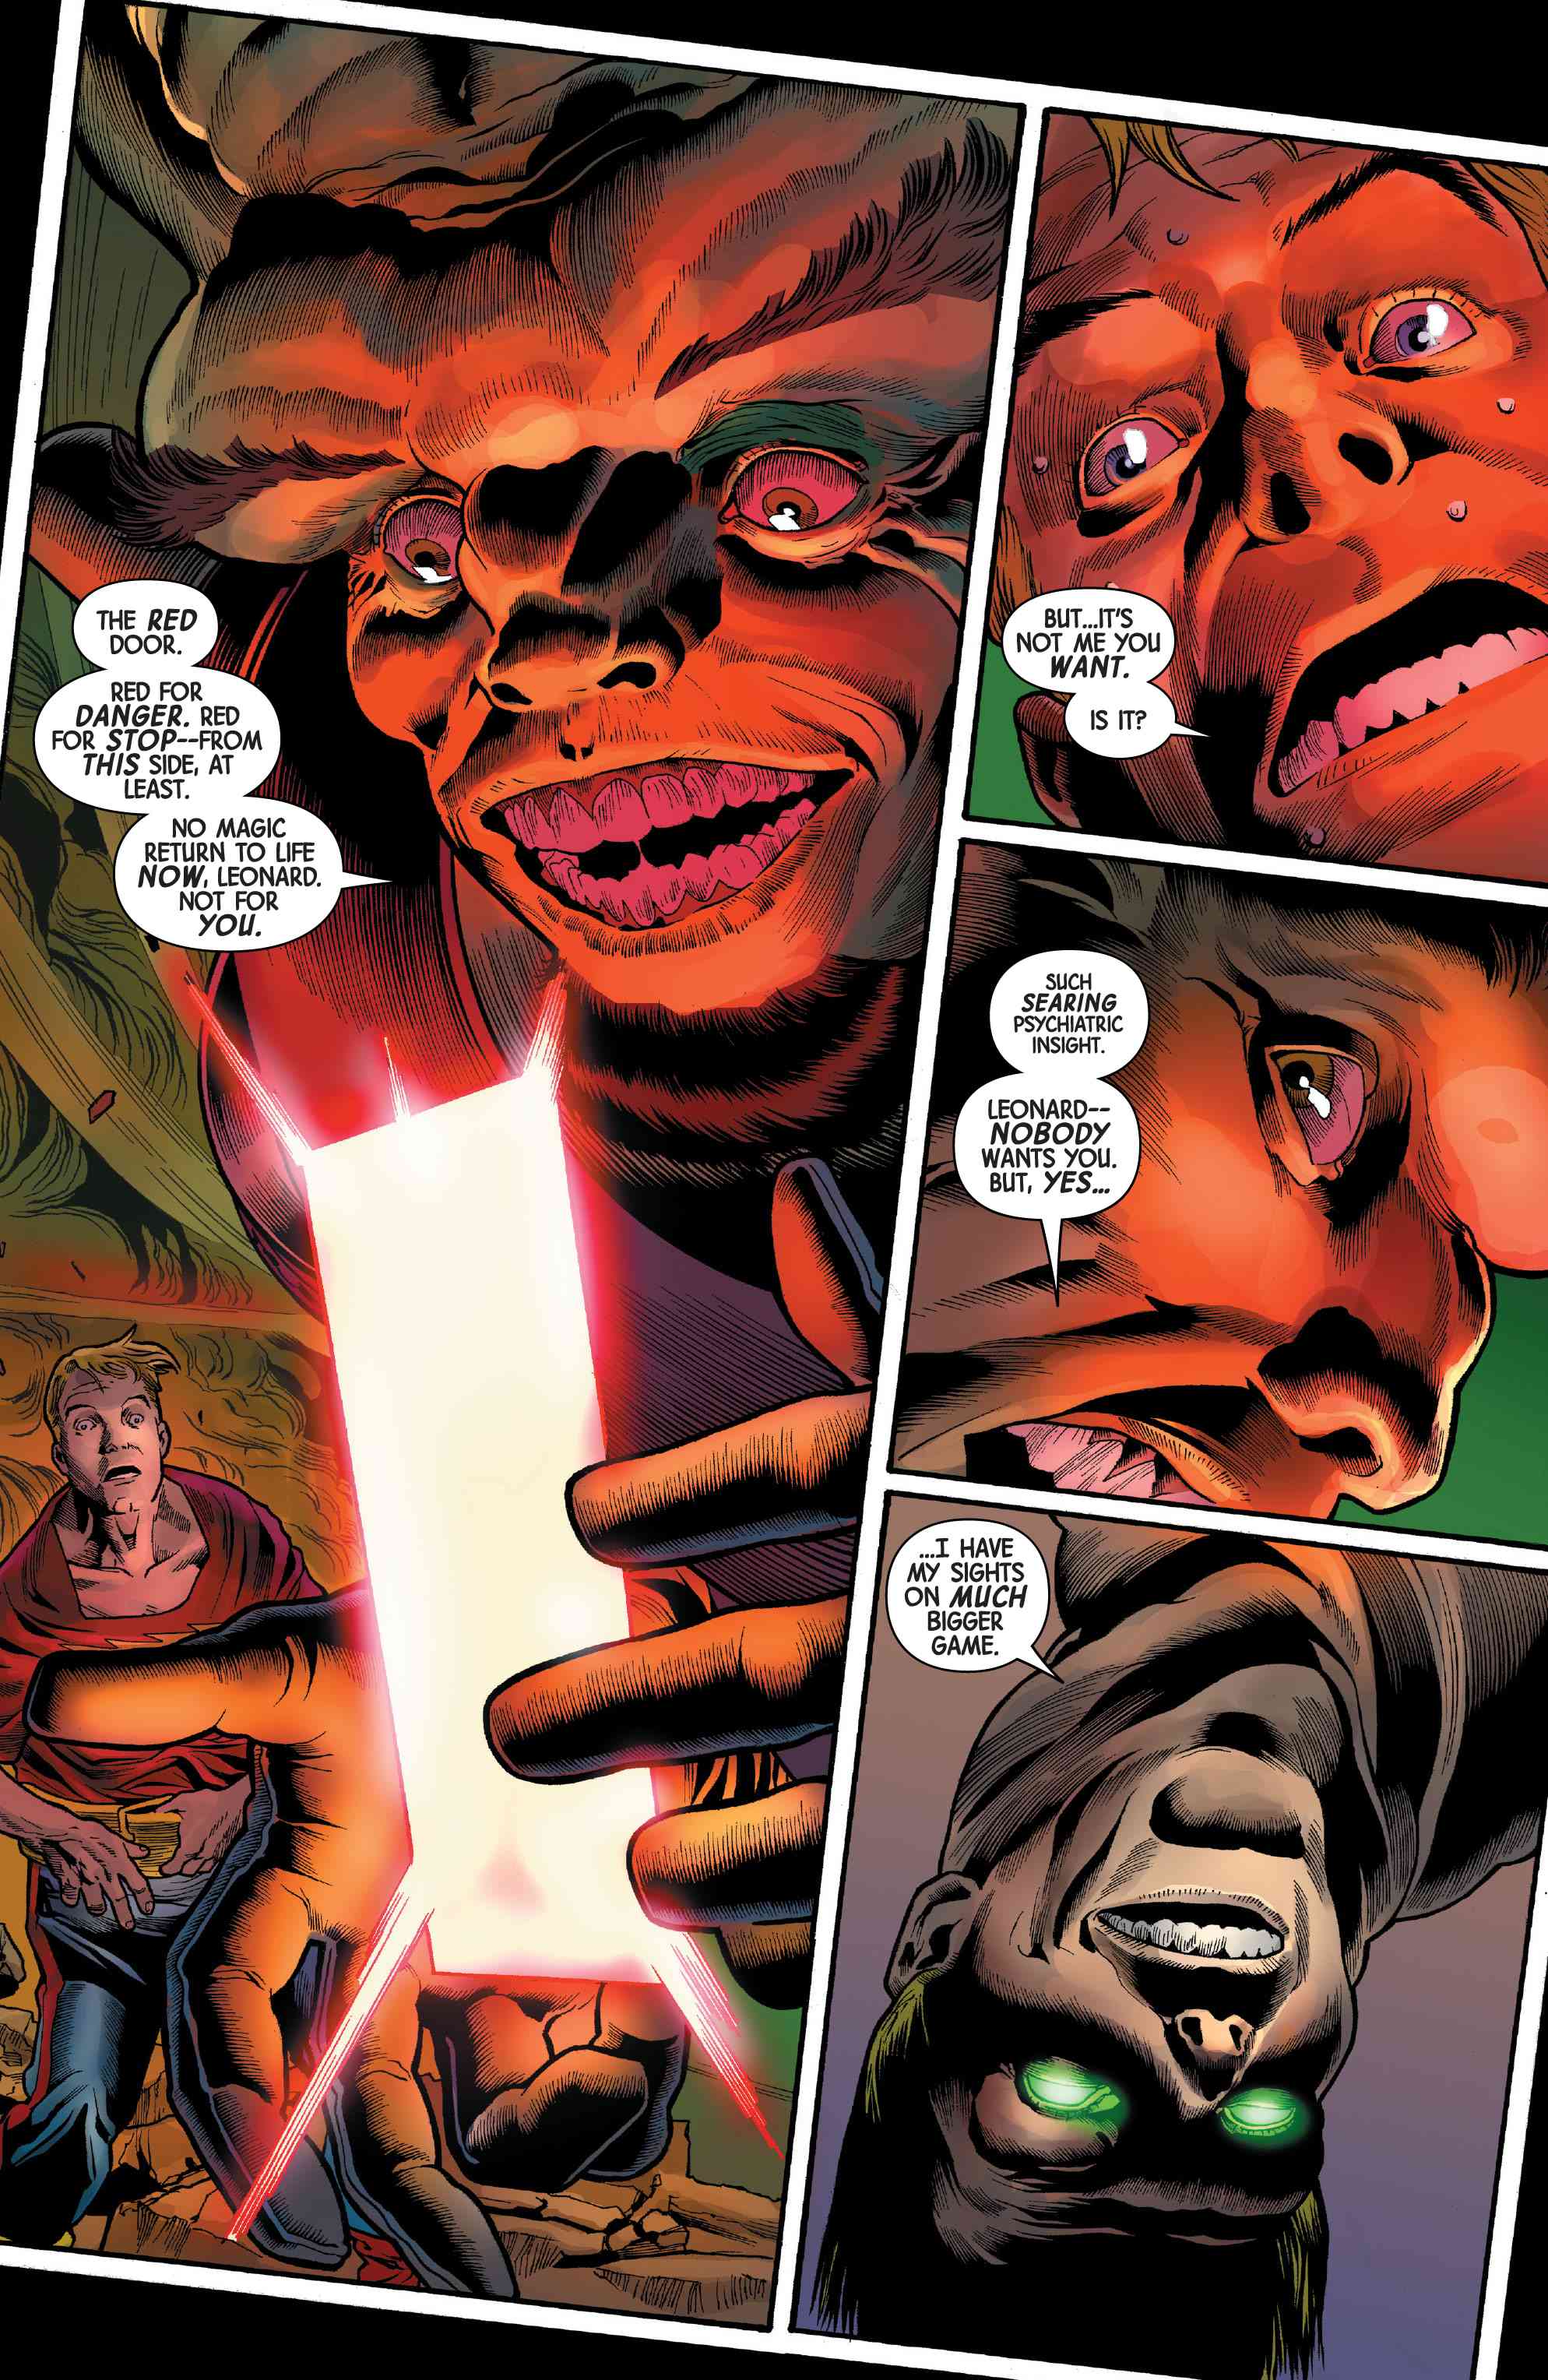 THE RED
DOOR.
RED FOR
DANGER. RED
FOR STOP--FROM
THIS SIDE, AT
LEAST.
NO MAGIC
RETURN TO LIFE
NOW, LEONARD.
NOT FOR
YOU.
BUT...IT'S
NOT ME YOU
WANT.
IS IT?
SUCH
SEARING
PSYCHIATRIC
INSIGHT.
LEONARD--
NOBODY
WANTS YOU.
BUT, YES...
...I HAVE
MY SIGHTS
ON MUCH
BIGGER
GAME.